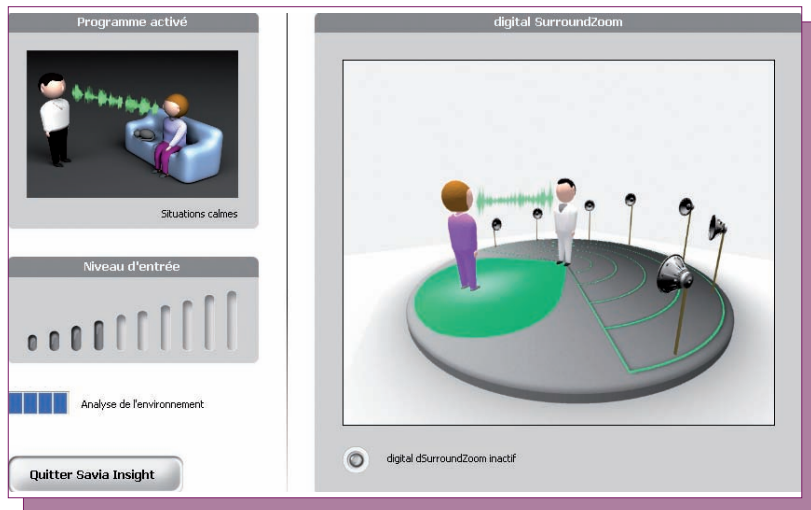 Programme activé
Situations calmes
Niveau d'entrée
Analyse de l'environnement
Quitter Savia Insight
digital SurroundZoom
digital dSurroundZoom inactif